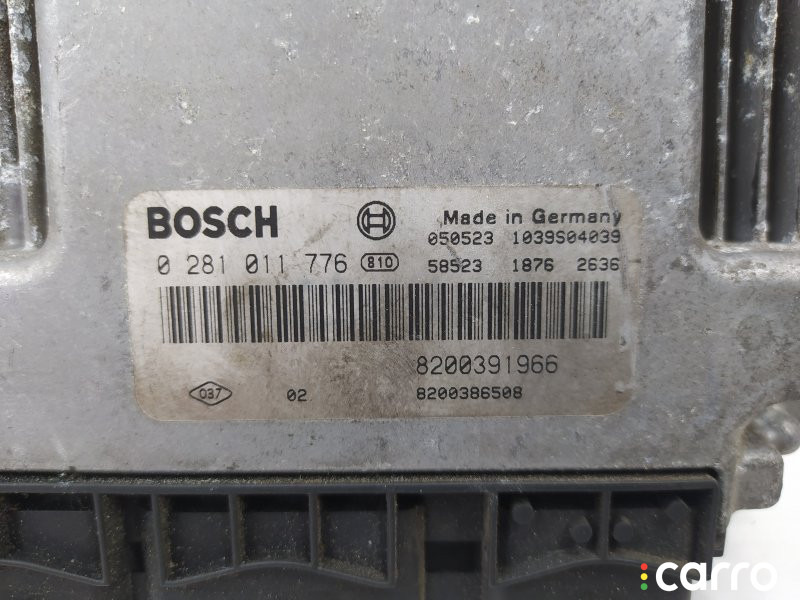 BOSCH
Made in Germany
050523 1039S04039
0 281 011 776 810
58523 1876 2636
8200391966
037 02 8200386508
carro